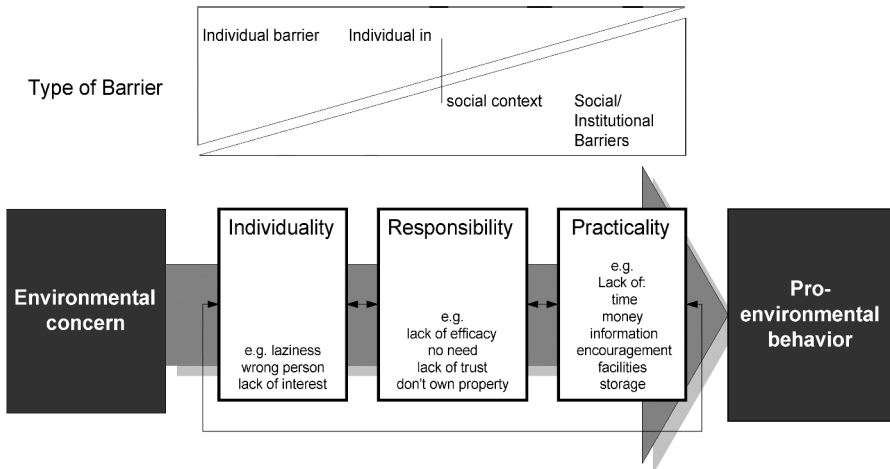 Individual barrier
Individual in
Type of Barrier
social context
Social/
Institutional
Barriers
Environmental
concern
Individuality
e.g. laziness
wrong person
lack of interest
Responsibility
e.g.
lack of efficacy
no need
lack of trust
don't own property
Practicality
e.g.
Lack of:
time
money
information
encouragement
facilities
storage
Pro-
environmental
behavior